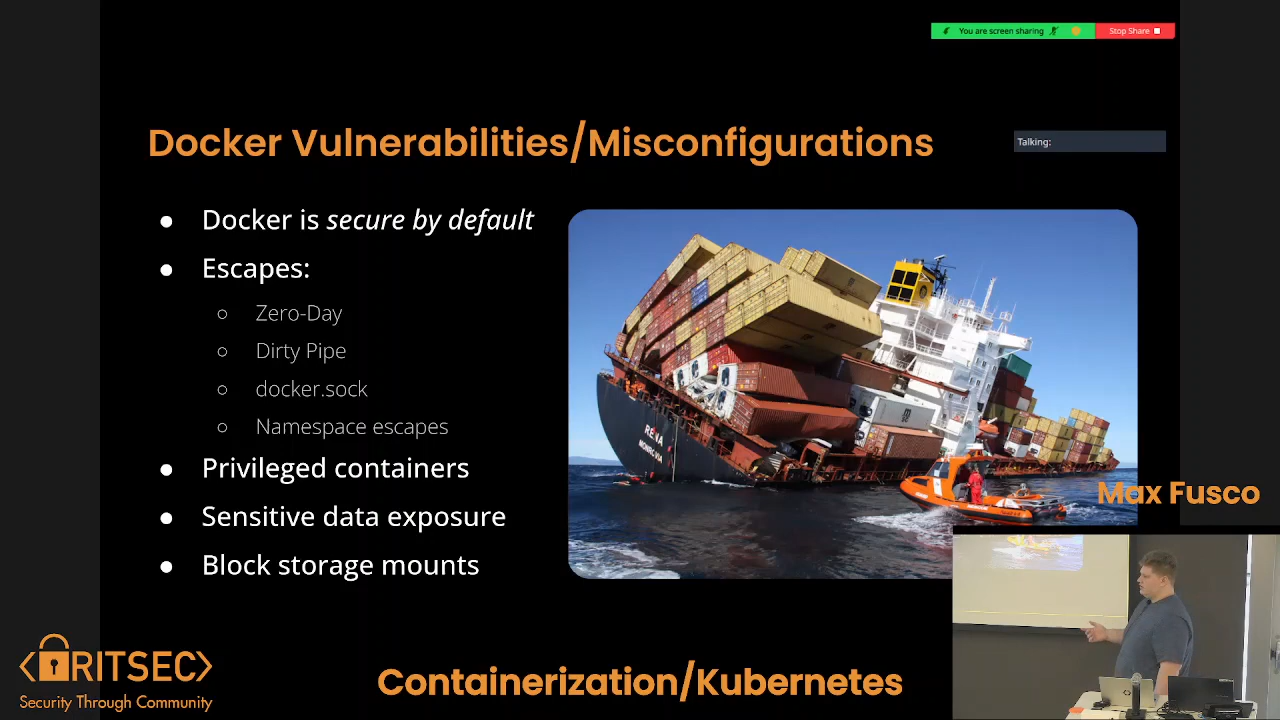 You are screen sharing
Stop Share
Docker Vulnerabilities/Misconfigurations
Talking:
● Docker is secure by default
● Escapes:
○ Zero-Day
○ Dirty Pipe
○ docker.sock
○ Namespace escapes
● Privileged containers
● Sensitive data exposure
● Block storage mounts
RENA
MONROVIA
Max Fusco
RITSEC
Security Through Community
Containerization/Kubernetes